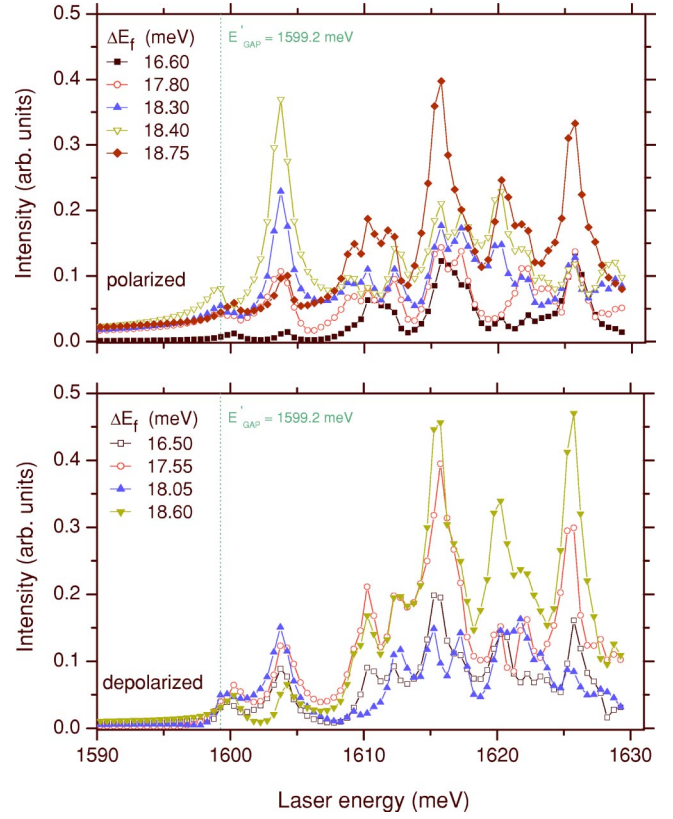 ΔE_f (meV)
16.60
17.80
18.30
18.40
18.75
E'_GAP = 1599.2 meV
polarized
Intensity (arb. units)
0.5
0.4
0.3
0.2
0.1
0.0
ΔE_f (meV)
16.50
17.55
18.05
18.60
E'_GAP = 1599.2 meV
depolarized
Intensity (arb. units)
0.5
0.4
0.3
0.2
0.1
0.0
1590 1600 1610 1620 1630
Laser energy (meV)